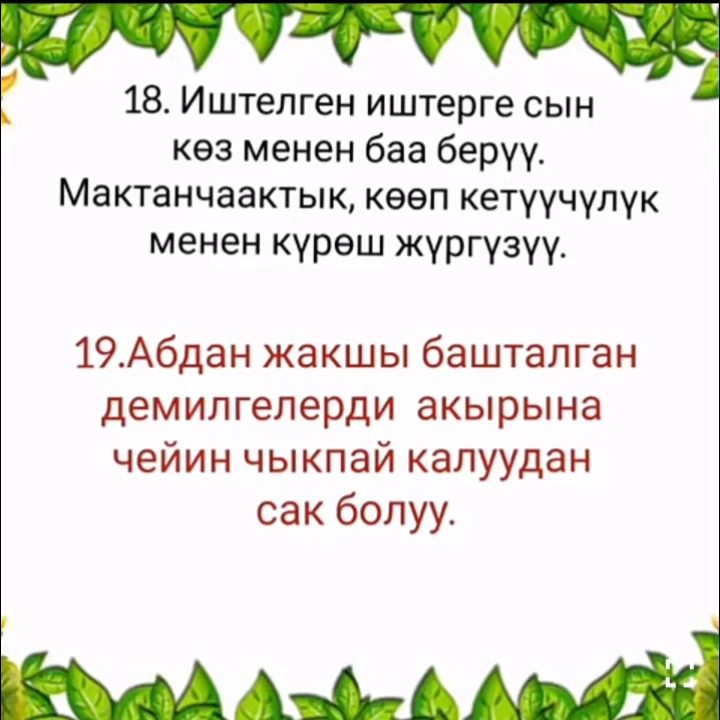 18. Иштелген иштерге сын
көз менен баа берүү.
Мактанчаактык, көөп кетүүчүлүк
менен күрөш жүргүзүү.
19.Абдан жакшы башталган
демилгелерди акырына
чейин чыкпай калуудан
сак болуу.